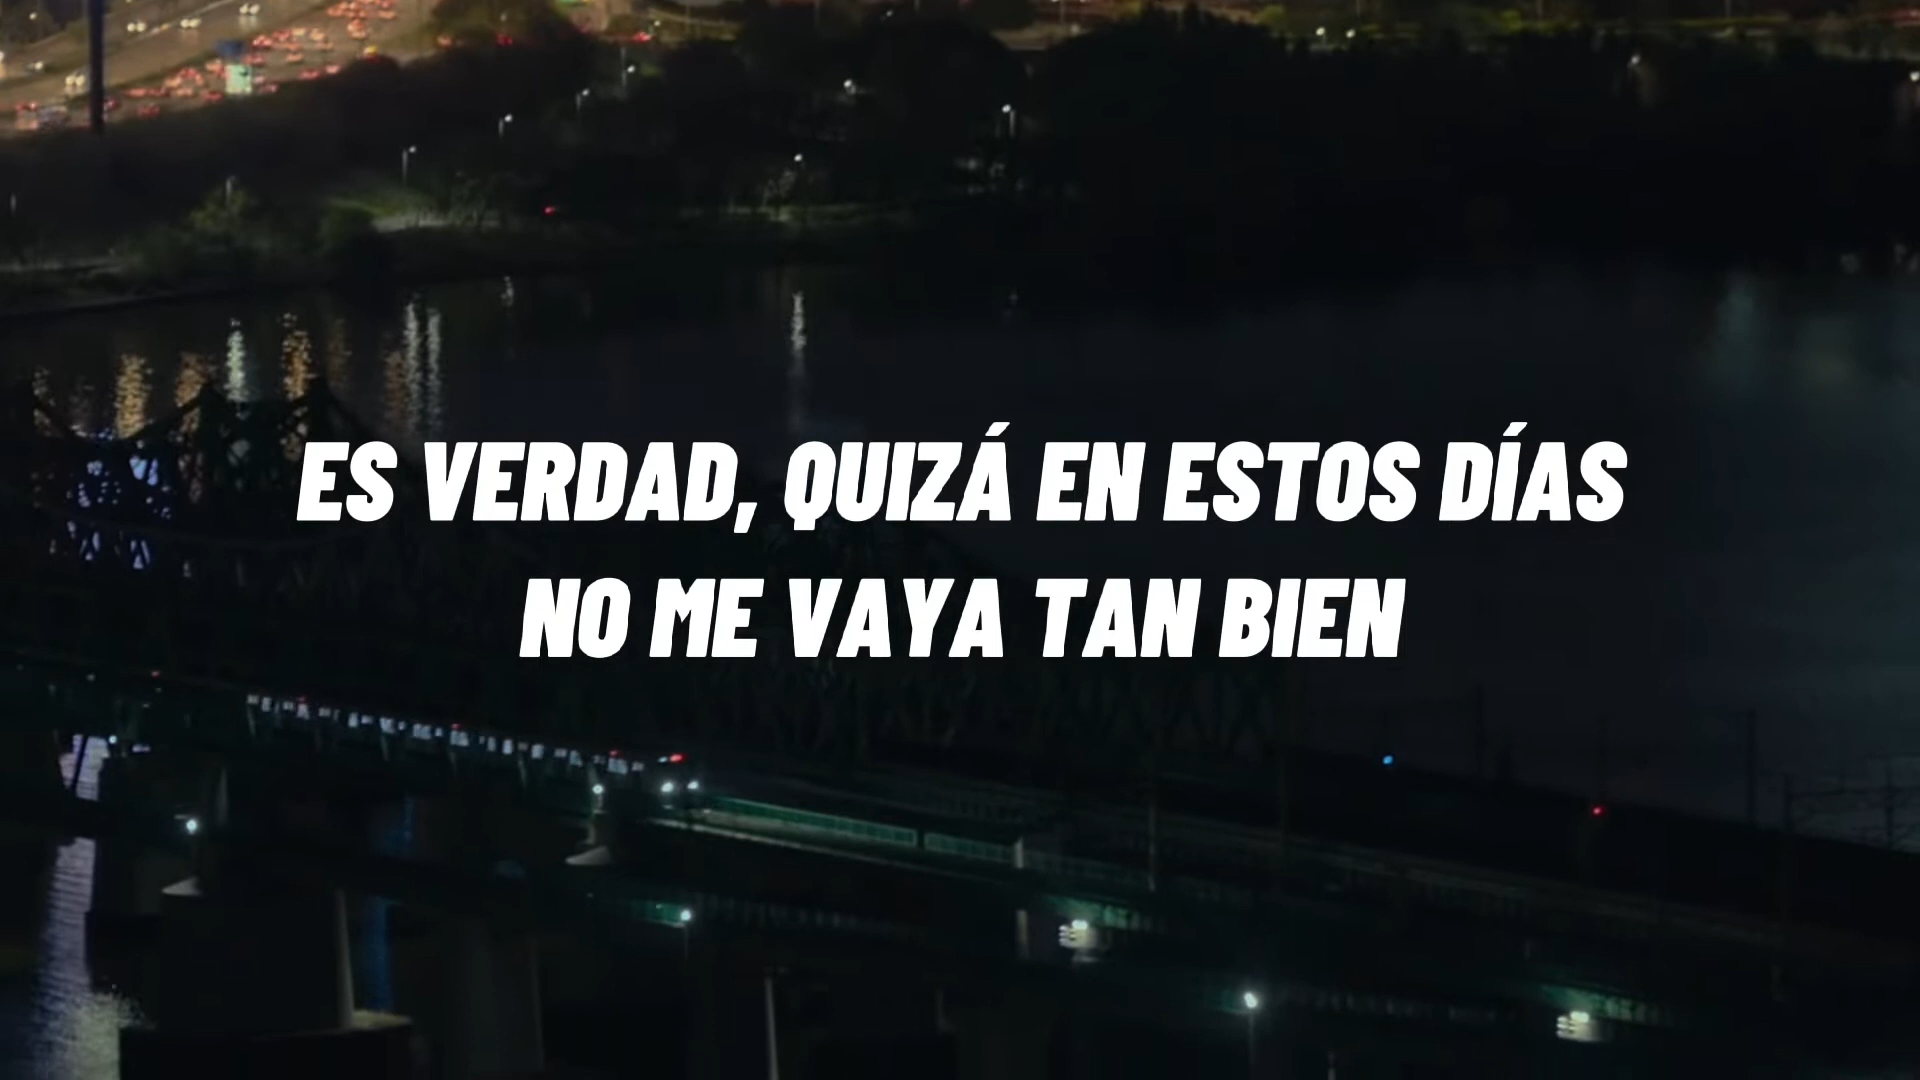 ES VERDAD, QUIZÁ EN ESTOS DÍAS
NO ME VAYA TAN BIEN